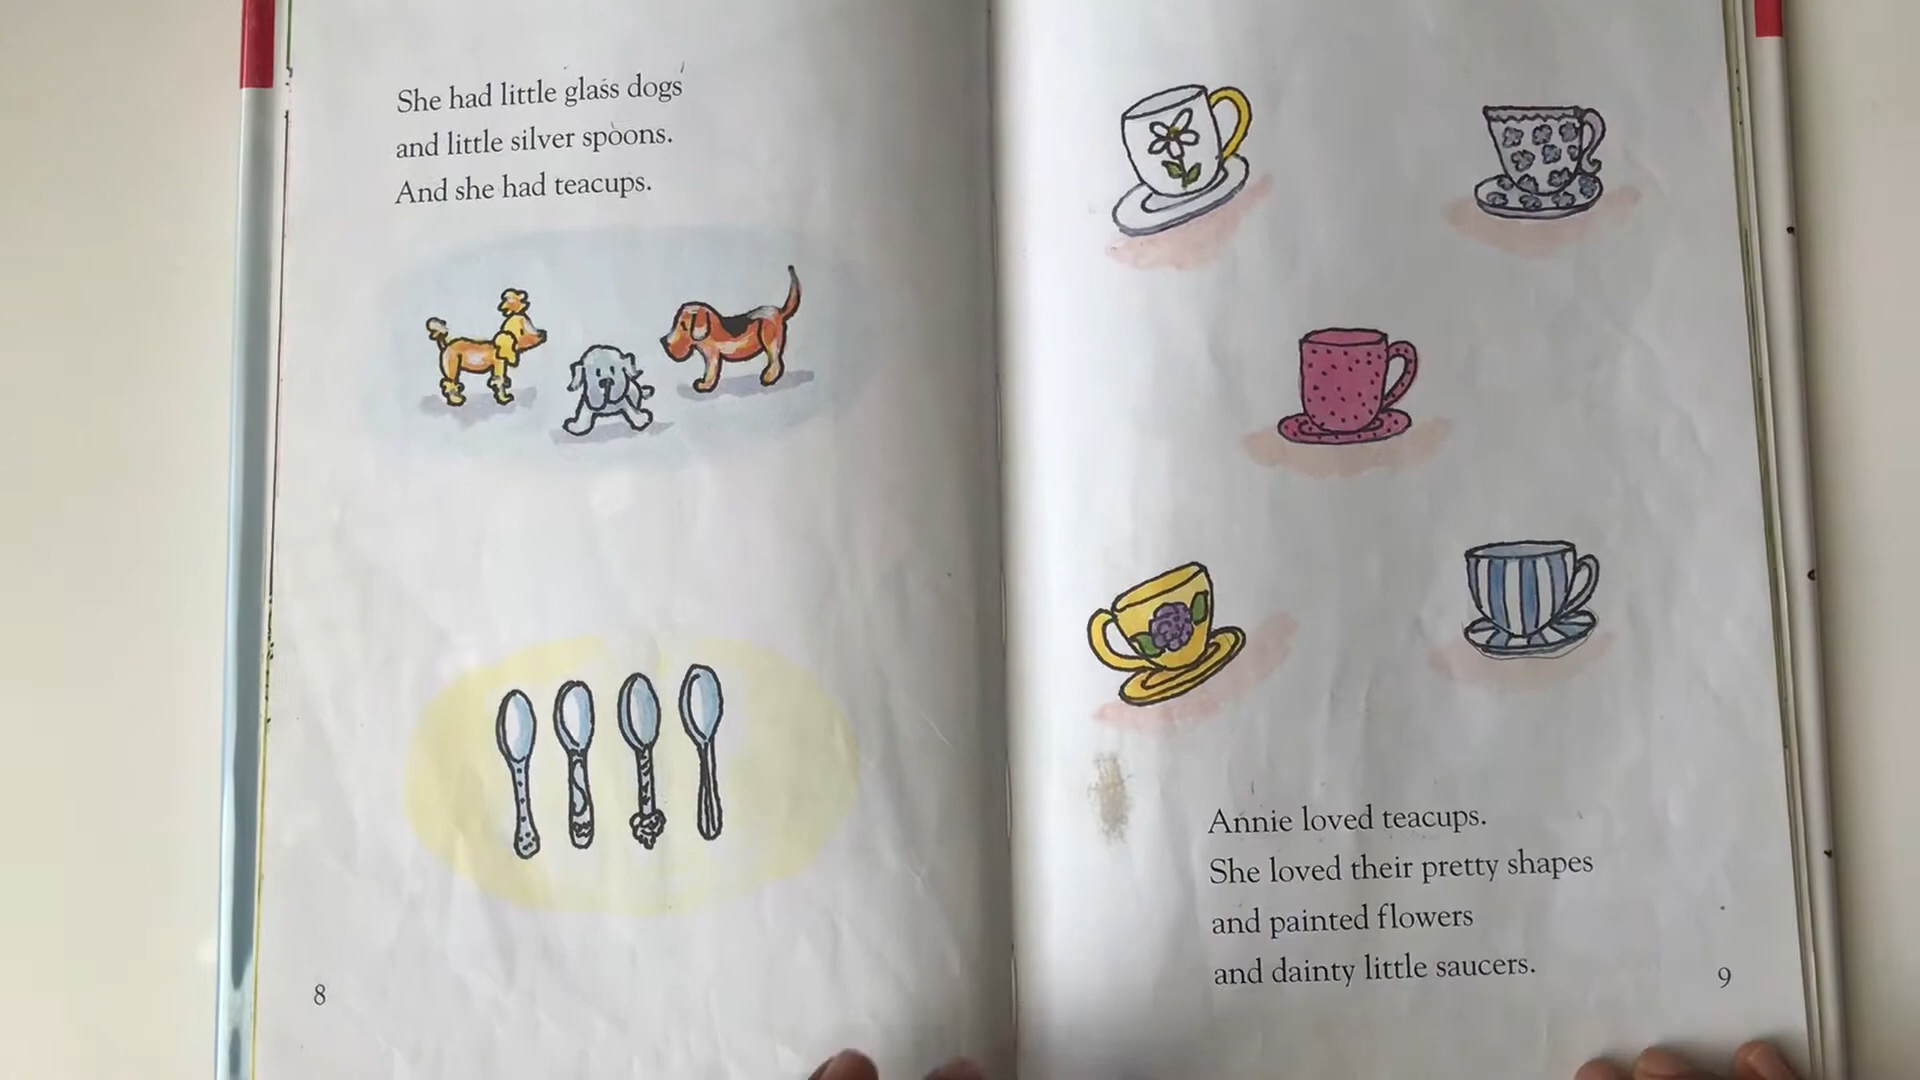 She had little glass dogs
and little silver spoons.
And she had teacups.
8
Annie loved teacups.
She loved their pretty shapes
and painted flowers
and dainty little saucers.
9